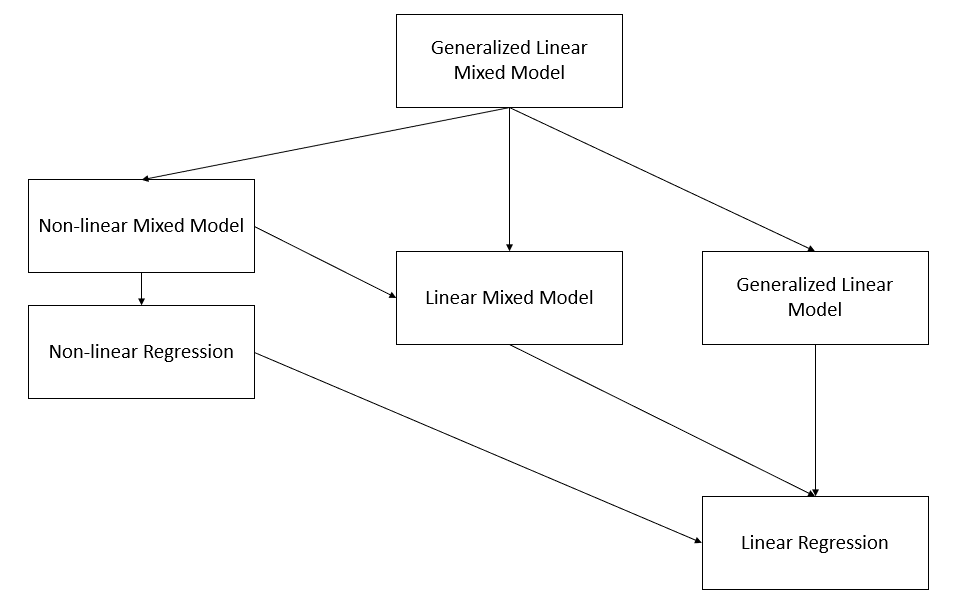 Generalized Linear
Mixed Model
Non-linear Mixed Model
Linear Mixed Model
Generalized Linear
Model
Non-linear Regression
Linear Regression